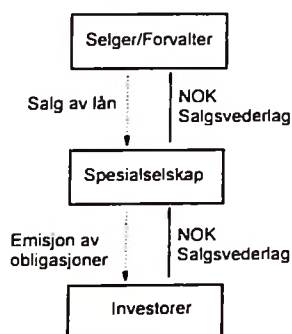 Selger/Forvalter
Salg av lån
NOK
Salgsvederlag
Spesialselskap
Emisjon av
obligasjoner
NOK
Salgsvederlag
Investorer